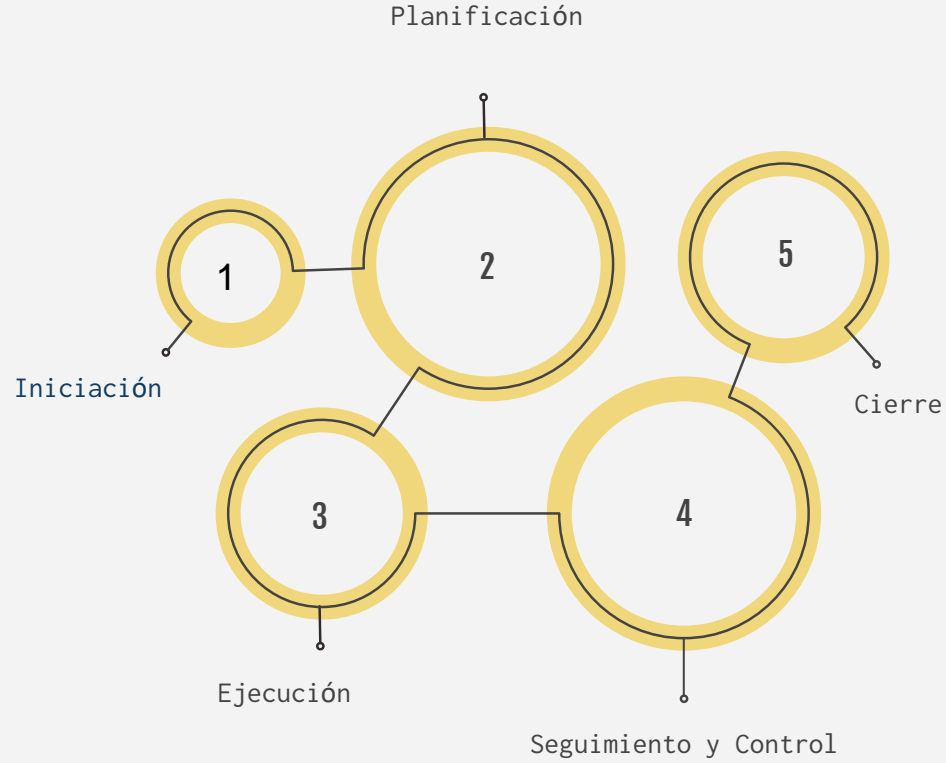 Planificación
1
2
5
Iniciación
Cierre
3
4
Ejecución
Seguimiento y Control